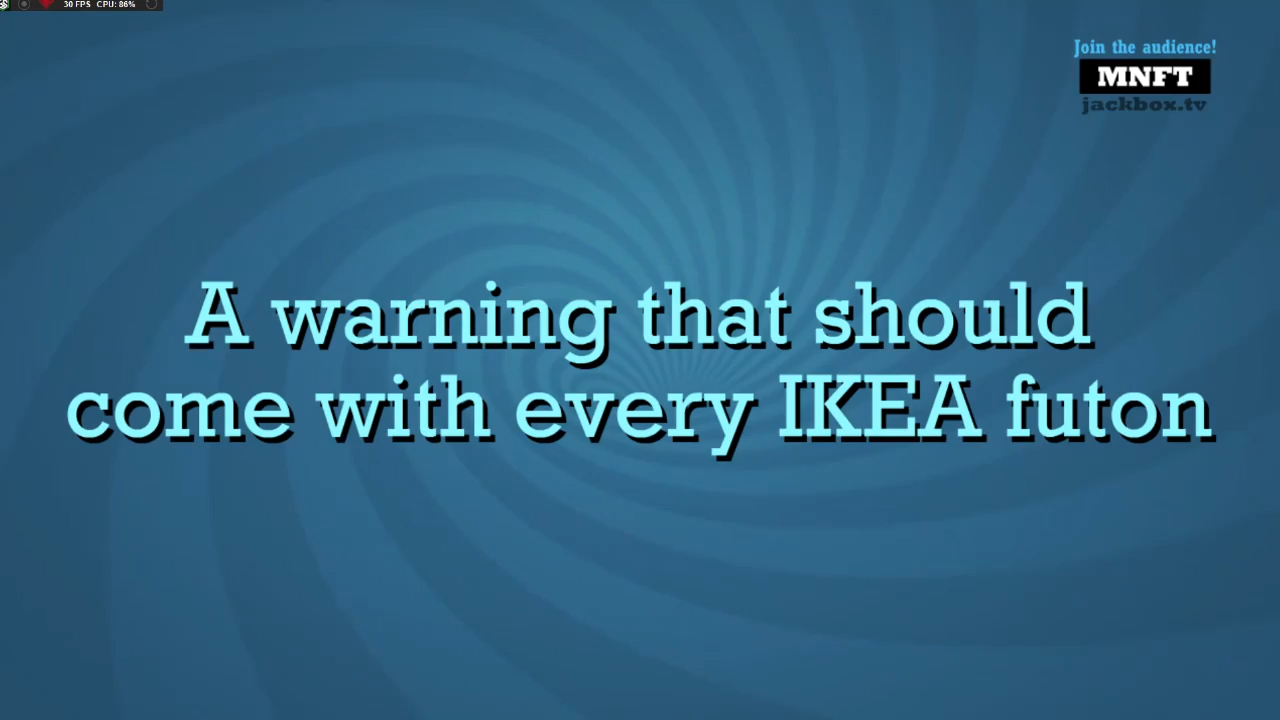 30 FPS CPU: 86%
Join the audience!
MNFT
jackbox.tv
A warning that should
come with every IKEA futon